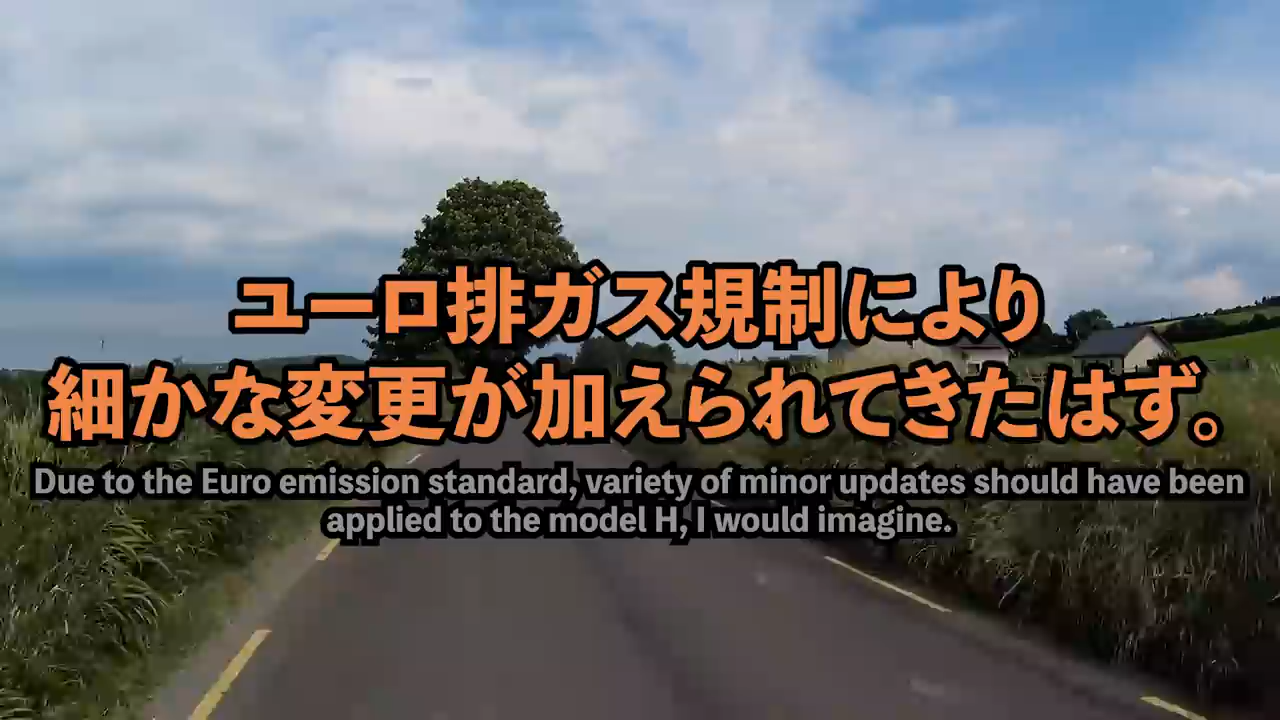 ユーロ排ガス規制により
細かな変更が加えられてきたはず。
Due to the Euro emission standard, variety of minor updates should have been
applied to the model H, I would imagine.